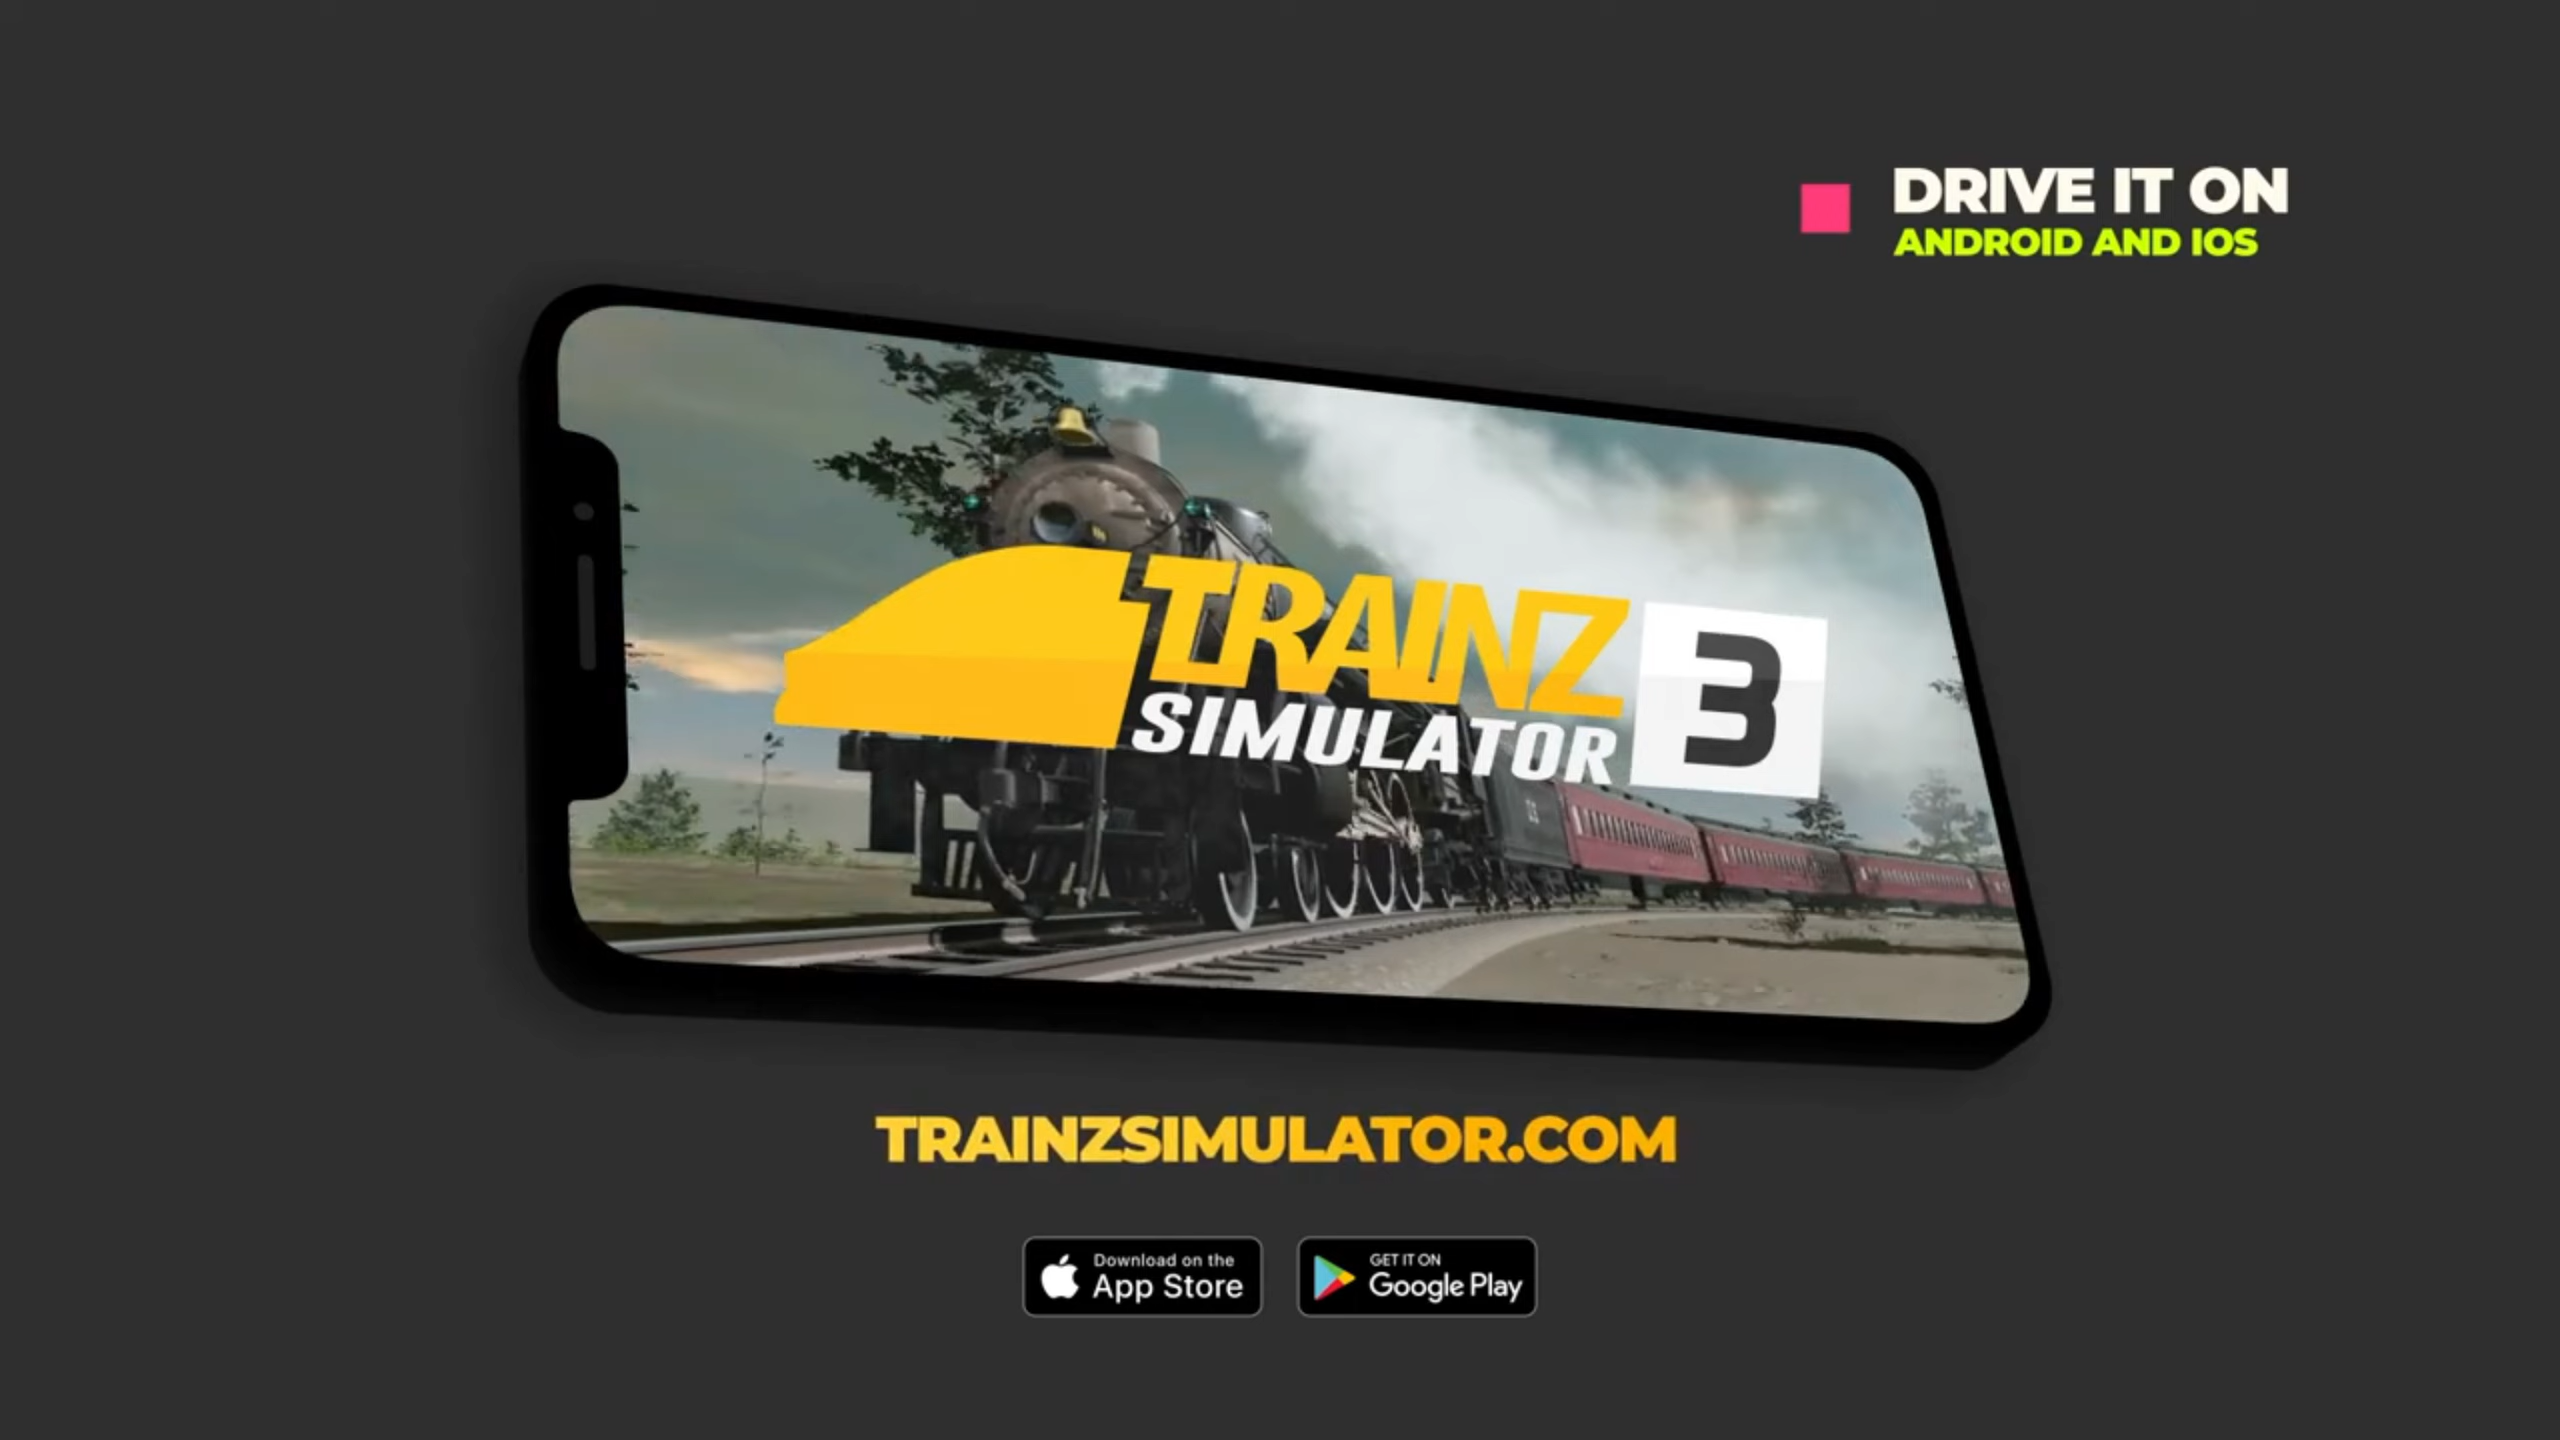 DRIVE IT ON
ANDROID AND IOS
TRAINZ
SIMULATOR
3
TRAINZSIMULATOR.COM
Download on the
App Store
GET IT ON
Google Play